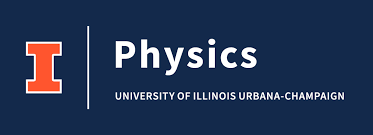 I
Physics
UNIVERSITY OF ILLINOIS URBANA-CHAMPAIGN